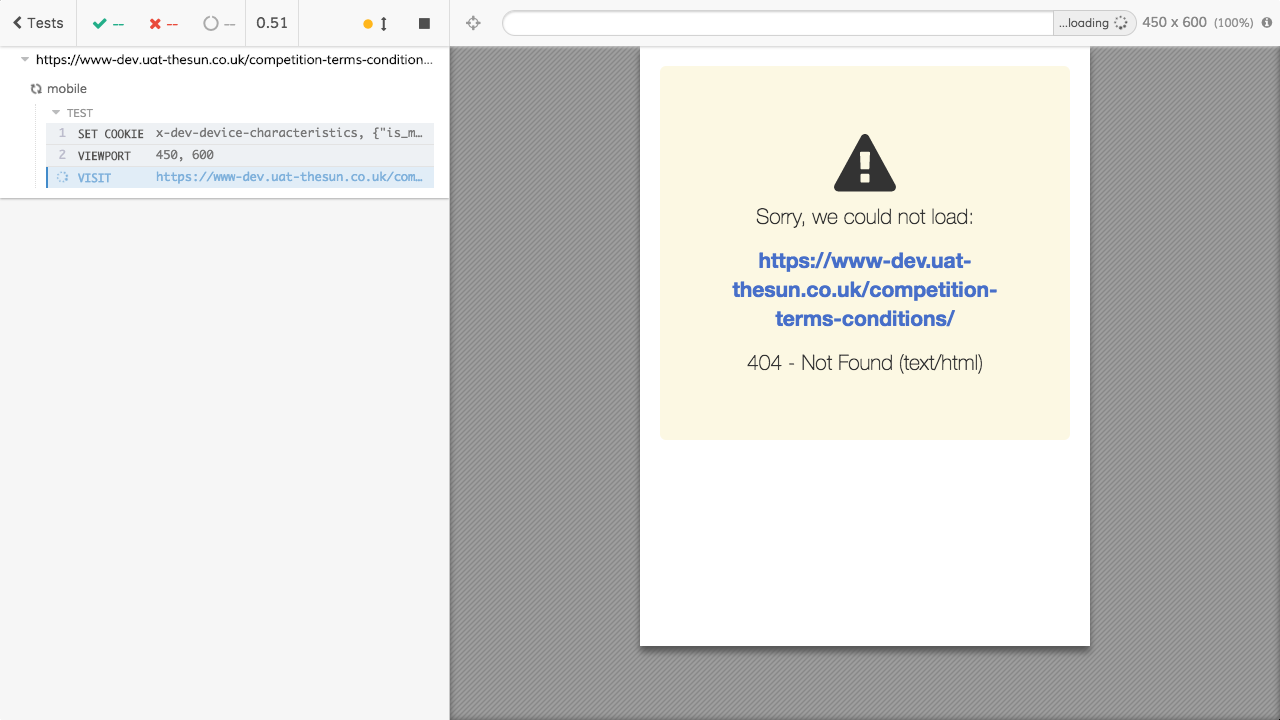 Tests -- -- -- 0.51 ...loading 450 x 600 (100%)
https://www-dev.uat-thesun.co.uk/competition-terms-condition...
mobile
TEST
1 SET COOKIE x-dev-device-characteristics, {"is_m...
2 VIEWPORT 450, 600
VISIT https://www-dev.uat-thesun.co.uk/com...
Sorry, we could not load:
https://www-dev.uat-
thesun.co.uk/competition-
terms-conditions/
404 - Not Found (text/html)